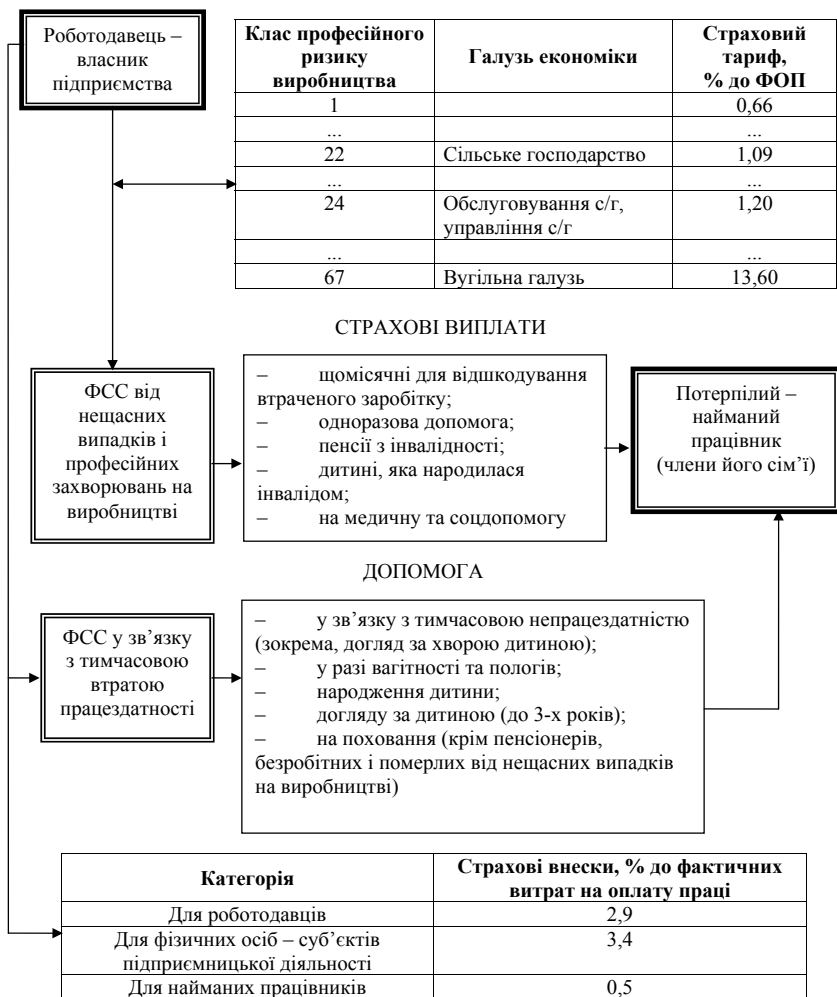 Роботодавець –
власник
підприємства
Клас професійного
ризику
виробництва
Галузь економіки
Страховий
тариф,
% до ФОП
1
0,66
...
...
22
Сільське господарство
1,09
...
...
...
24
Обслуговування с/г,
управління с/г
1,20
...
...
67
Вугільна галузь
13,60
СТРАХОВІ ВИПЛАТИ
ФСС від
нещасних
випадків і
професійних
захворювань на
виробництві
– щомісячні для відшкодування
втраченого заробітку;
– одноразова допомога;
– пенсії з інвалідності;
– дитині, яка народилася
інвалідом;
– на медичну та соцдопомогу
Потерпілий –
найманий
працівник
(члени його сім’ї)
ДОПОМОГА
ФСС у зв’язку
з тимчасовою
втратою
працездатності
– у зв’язку з тимчасовою непрацездатністю
(зокрема, догляд за хворою дитиною);
– у разі вагітності та пологів;
– народження дитини;
– догляду за дитиною (до 3-х років);
– на поховання (крім пенсіонерів,
безробітних і померлих від нещасних випадків
на виробництві)
Категорія
Страхові внески, % до фактичних
витрат на оплату праці
Для роботодавців
2,9
Для фізичних осіб – суб’єктів
підприємницької діяльності
3,4
Для найманих працівників
0,5